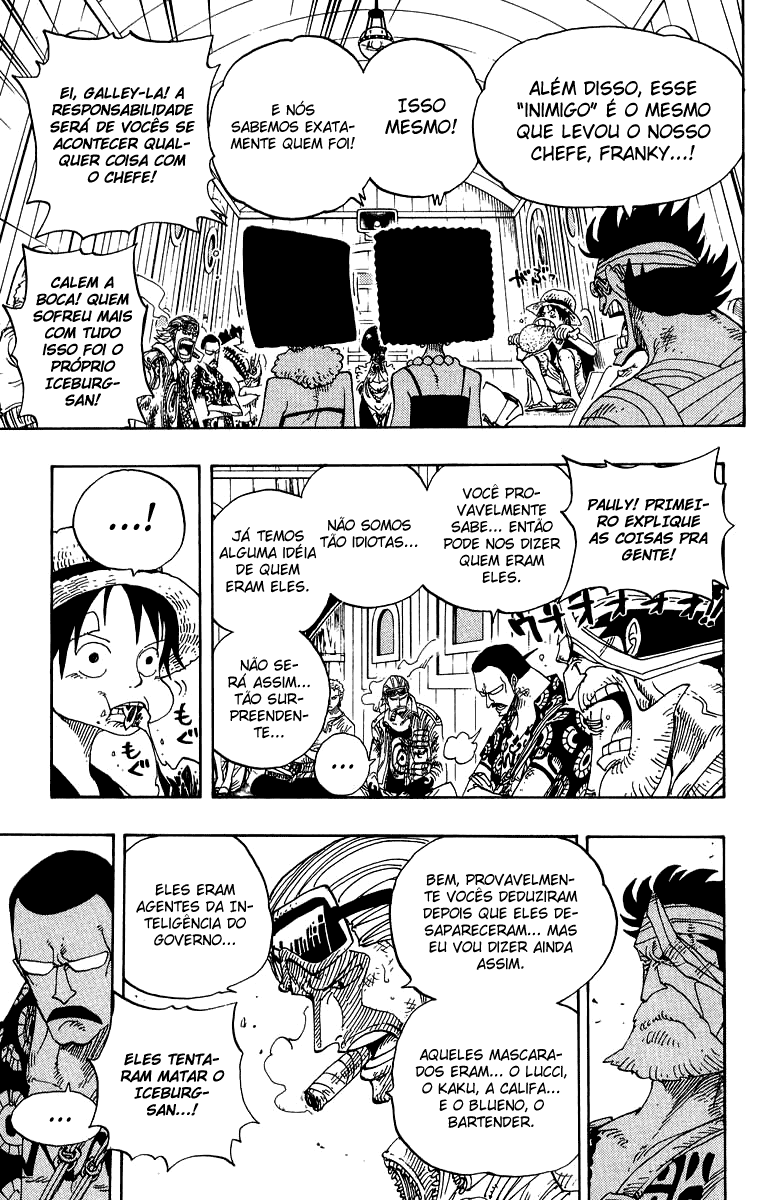 ALÉM DISSO, ESSE
"INIMIGO" É O MESMO
QUE LEVOU O NOSSO
CHEFE, FRANKY...!
ISSO
MESMO!
E NÓS
SABEMOS EXATA-
MENTE QUEM FOI!
EI, GALLEY-LA! A
RESPONSABILIDADE
SERÁ DE VOCÊS SE
ACONTECER QUAL-
QUER COISA COM
O CHEFE!
CALEM A
BOCA! QUEM
SOFREU MAIS
COM TUDO
ISSO FOI O
PRÓPRIO
ICEBURG-
SAN!
PAULY! PRIMEI-
RO EXPLIQUE
AS COISAS PRA
GENTE!
VOCÊ PRO-
VAVELMENTE
SABE... ENTÃO
PODE NOS DIZER
QUEM ERAM
ELES.
NÃO SOMOS
TÃO IDIOTAS...
JÁ TEMOS
ALGUMA IDÉIA
DE QUEM
ERAM ELES.
NÃO SE-
RÁ ASSIM...
TÃO SUR-
PREENDEN-
TE...
...
...!
もぐ
もぐ
BEM, PROVAVELMEN-
TE VOCÊS DEDUZIRAM
DEPOIS QUE ELES DE-
SAPARECERAM... MAS
EU VOU DIZER AINDA
ASSIM.
AQUELES MASCARA-
DOS ERAM... O LUCCI,
O KAKU, A CALIFA...
E O BLUENO, O
BARTENDER.
ELES ERAM
AGENTES DA IN-
TELIGÊNCIA DO
GOVERNO...
ELES TENTA-
RAM MATAR O
ICEBURG-
SAN...!
...